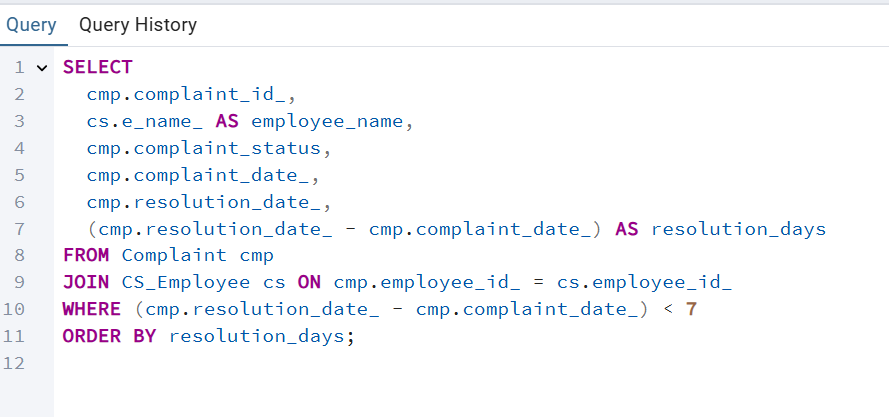 Query Query History
1 SELECT
2 cmp.complaint_id_,
3 cs.e_name_ AS employee_name,
4 cmp.complaint_status,
5 cmp.complaint_date_,
6 cmp.resolution_date_,
7 (cmp.resolution_date_ - cmp.complaint_date_) AS resolution_days
8 FROM Complaint cmp
9 JOIN CS_Employee cs ON cmp.employee_id_ = cs.employee_id_
10 WHERE (cmp.resolution_date_ - cmp.complaint_date_) < 7
11 ORDER BY resolution_days;
12